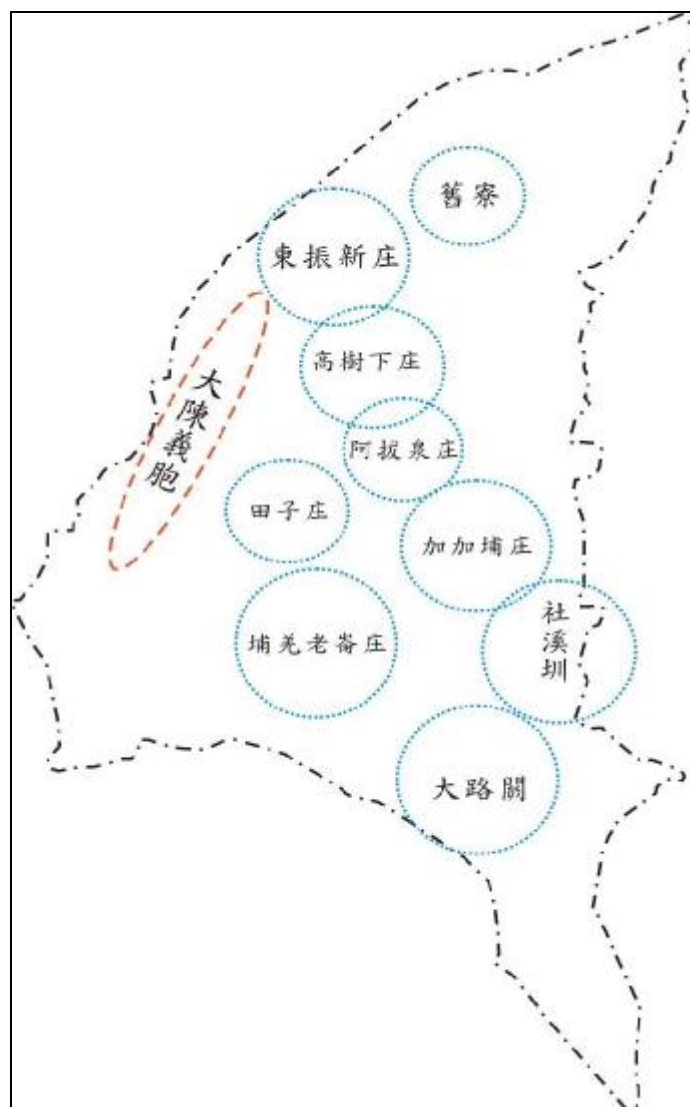 舊寮
東振新庄
高樹下庄
大陳義胞
阿拔泉庄
田子庄
加加埔庄
社溪圳
埔羌老崙庄
大路關